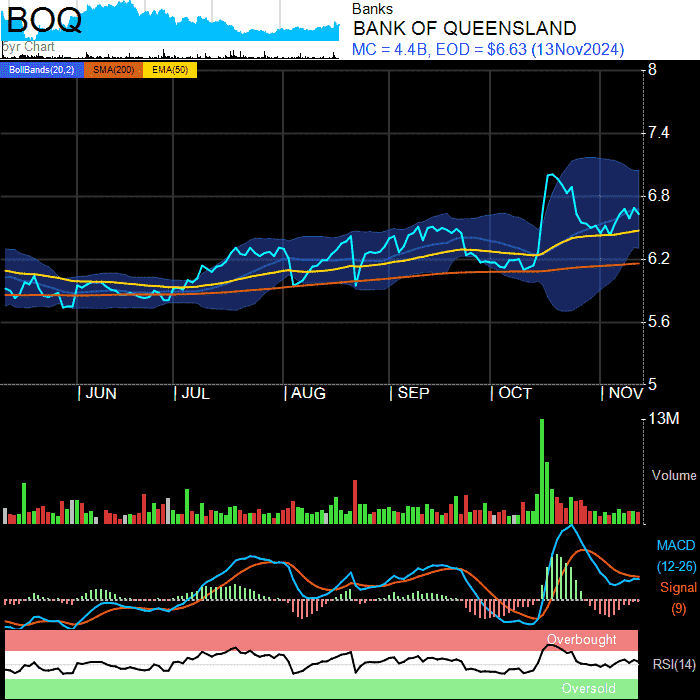 BOQ
Banks
BANK OF QUEENSLAND
MC = 4.4B, EOD = $6.63 (13Nov2024)
Chart
BollBands(20,2) SMA(200) EMA(50)
8
7.4
6.8
6.2
5.6
5
JUN JUL AUG SEP OCT NOV
13M
Volume
MACD
(12-26)
Signal
(9)
Overbought
RSI(14)
Oversold